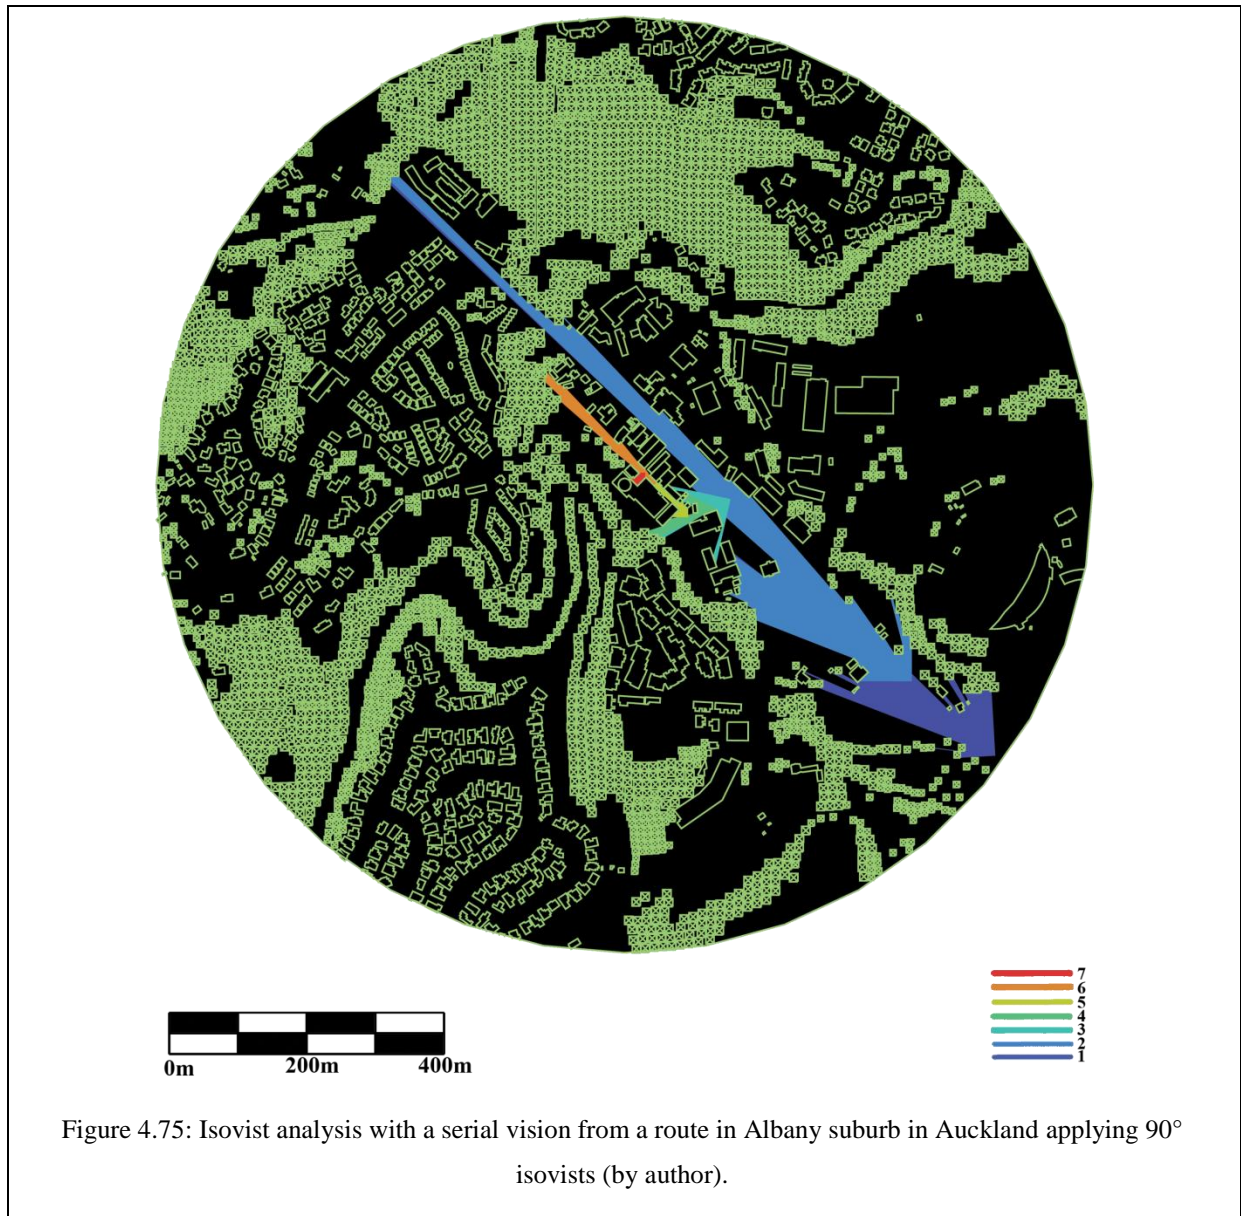 7
6
5
4
3
2
1
0m 200m 400m
Figure 4.75: Isovist analysis with a serial vision from a route in Albany suburb in Auckland applying 90°
isovists (by author).